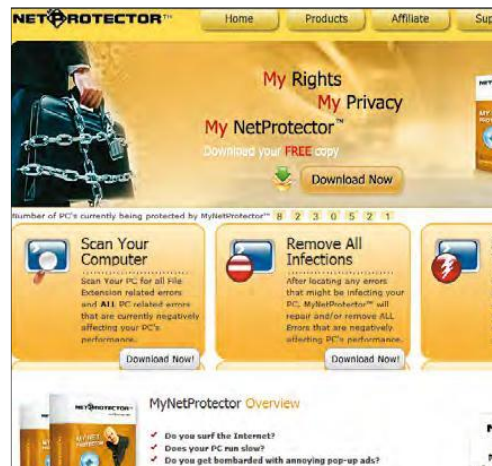 NETPROTECTOR™
Home
Products
Affiliate
Sup
My Rights
My Privacy
My NetProtector™
Download your FREE copy
Download Now
Number of PC's currently being protected by MyNetProtector™ 8 2 3 0 5 2 1
Scan Your
Computer
Scan Your PC for all File
Extension related errors
and ALL PC related errors
that are currently negatively
affecting your PC's
performance.
Download Now!
Remove All
Infections
After locating any errors
that might be infecting your
PC, MyNetProtector™ will
repair and/or remove ALL
Errors that are negatively
affecting PC's performance.
Download Now!
NETPROTECTOR
MY NET
MyNetProtector Overview
Do you surf the Internet?
Does your PC run slow?
Do you get bombarded with annoying pop-up ads?